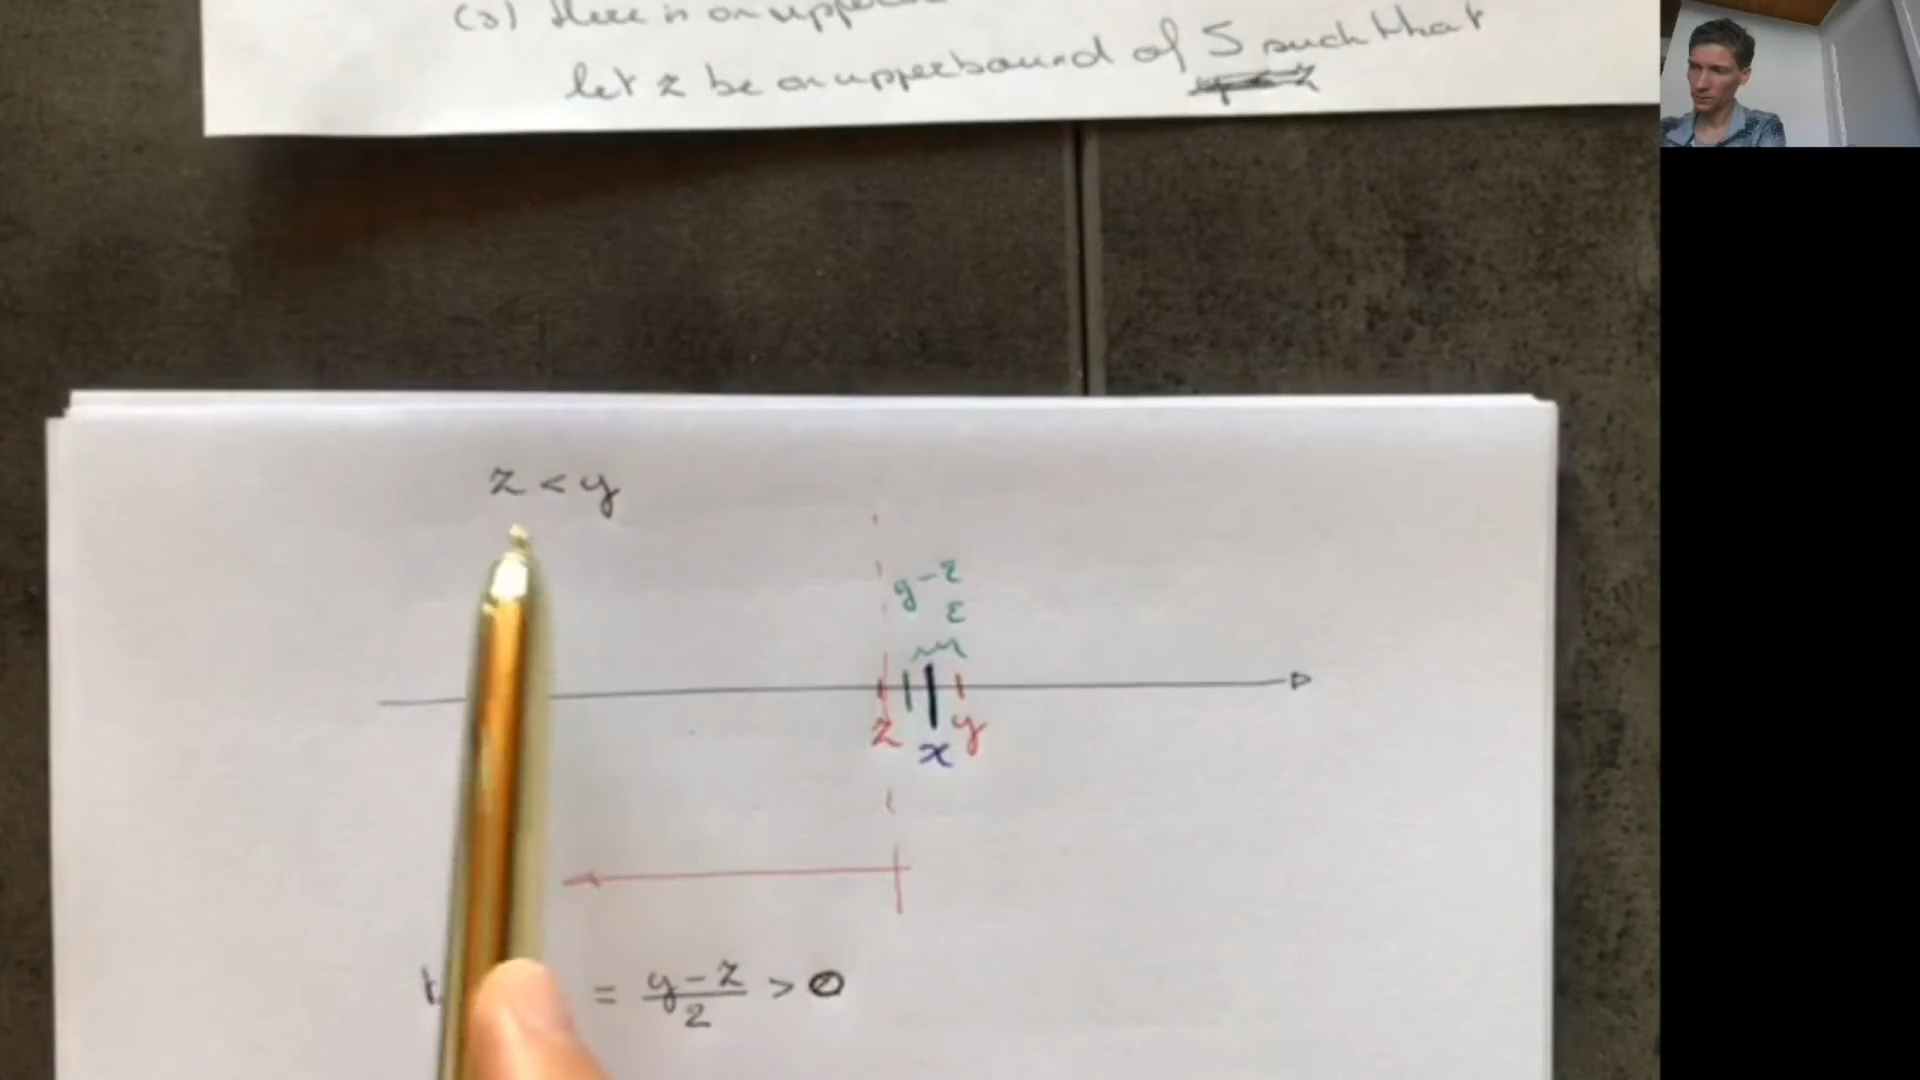 (3) there is an upper
let z be an upperbound of S such that
z < y
y - z
ε
z
x
y
= y-z/2 > 0